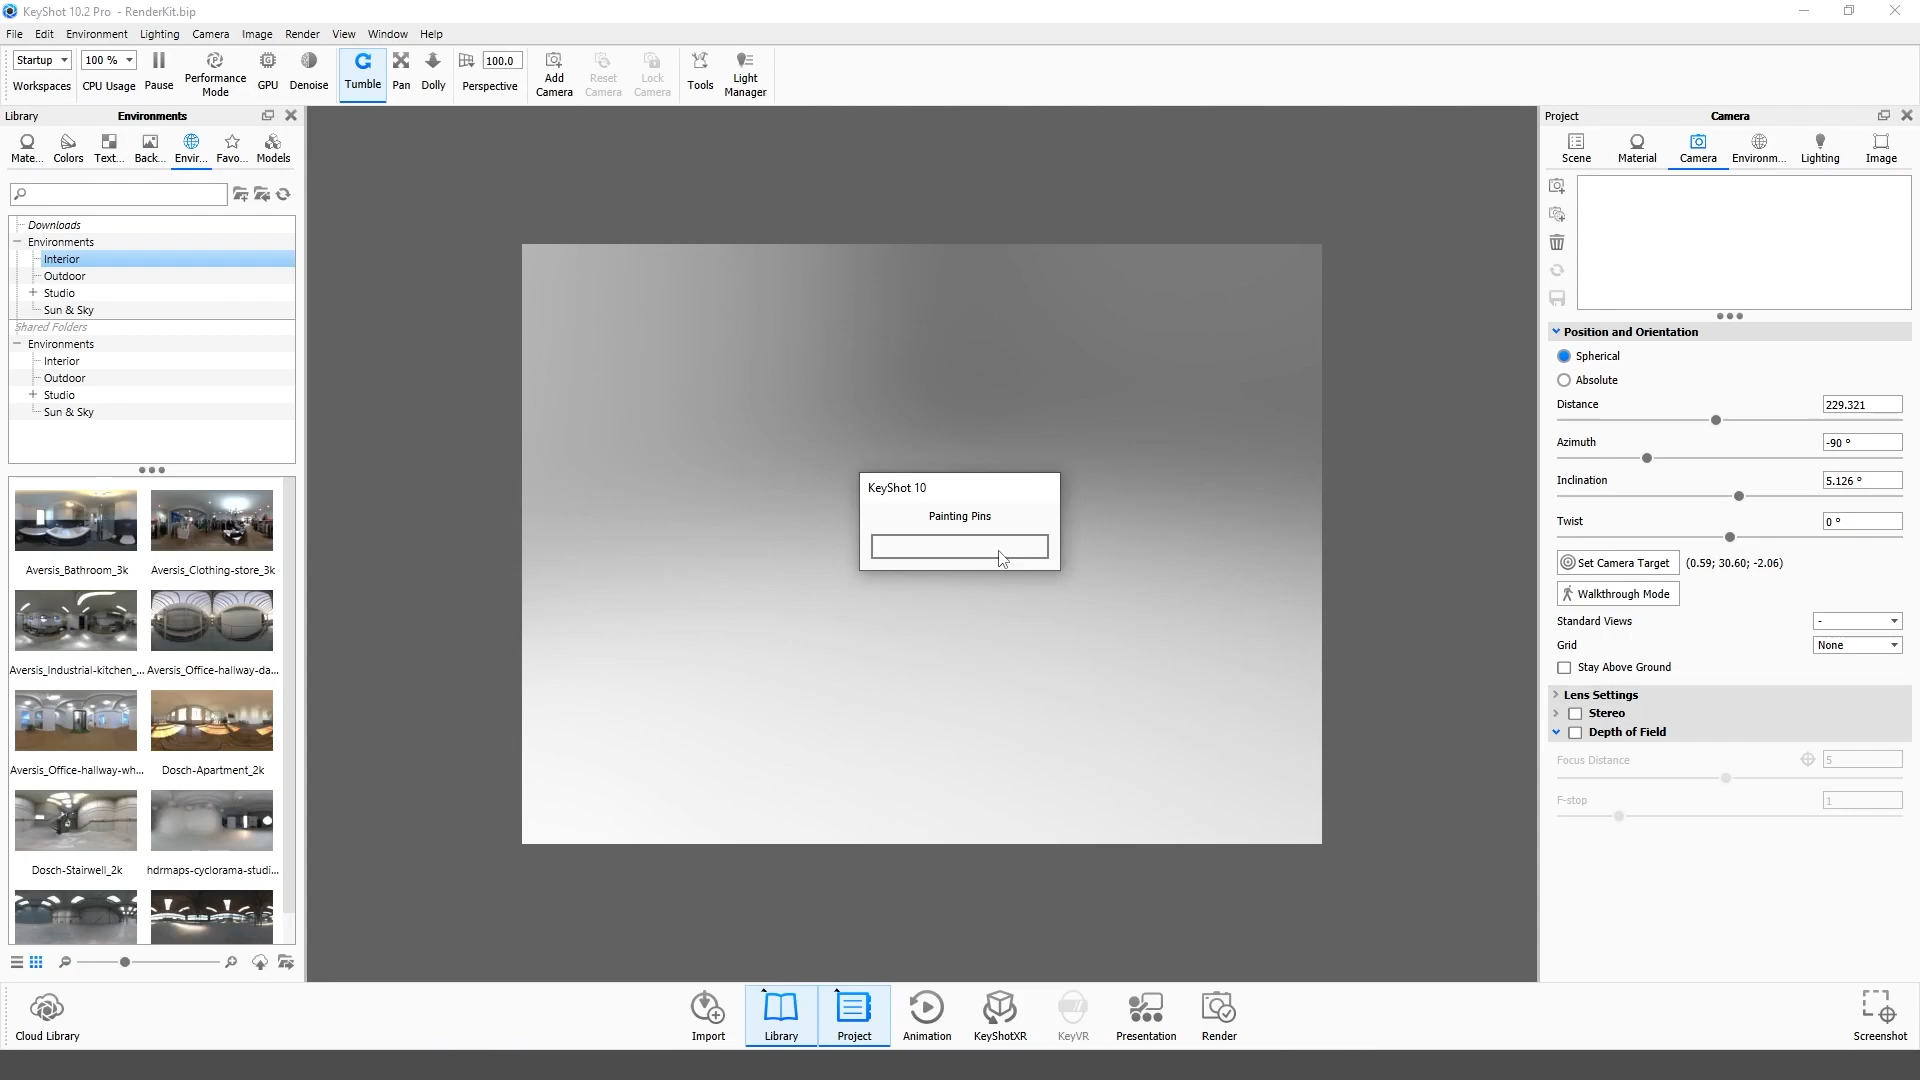 KeyShot 10.2 Pro - RenderKit.bip
File Edit Environment Lighting Camera Image Render View Window Help
Startup
100 %
100.0
Workspaces
CPU Usage
Pause
Performance Mode
GPU
Denoise
Tumble
Pan
Dolly
Perspective
Add Camera
Reset Camera
Lock Camera
Tools
Light Manager
Library
Environments
Mate...
Colors
Text...
Back...
Envir...
Favo...
Models
Downloads
Environments
Interior
Outdoor
Studio
Sun & Sky
Shared Folders
Environments
Interior
Outdoor
Studio
Sun & Sky
Aversis_Bathroom_3k
Aversis_Clothing-store_3k
Aversis_Industrial-kitchen_...
Aversis_Office-hallway-da...
Aversis_Office-hallway-wh...
Dosch-Apartment_2k
Dosch-Stairwell_2k
hdrmaps-cyclorama-studi...
KeyShot 10
Painting Pins
Project
Camera
Scene
Material
Camera
Environm...
Lighting
Image
Position and Orientation
Spherical
Absolute
Distance
229.321
Azimuth
-90 °
Inclination
5.126 °
Twist
0 °
Set Camera Target (0.59; 30.60; -2.06)
Walkthrough Mode
Standard Views
-
Grid
None
Stay Above Ground
Lens Settings
Stereo
Depth of Field
Focus Distance
5
F-stop
1
Cloud Library
Import
Library
Project
Animation
KeyShotXR
KeyVR
Presentation
Render
Screenshot